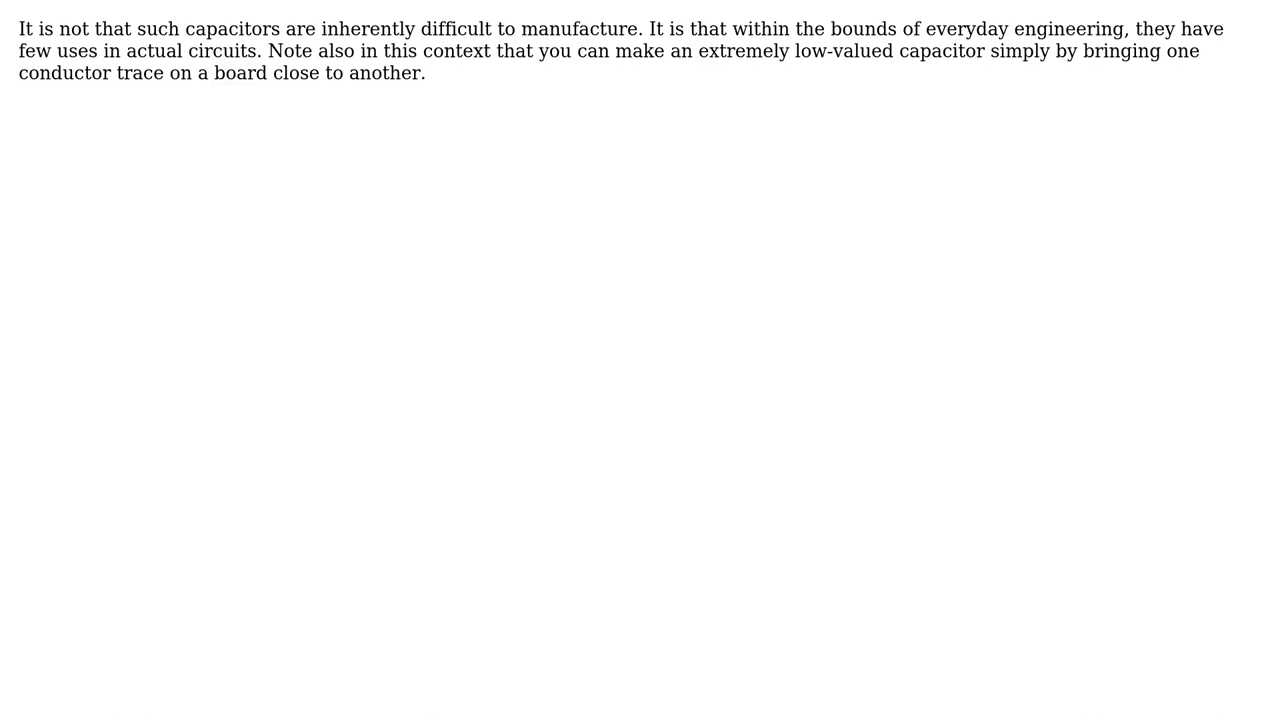 It is not that such capacitors are inherently difficult to manufacture. It is that within the bounds of everyday engineering, they have
few uses in actual circuits. Note also in this context that you can make an extremely low-valued capacitor simply by bringing one
conductor trace on a board close to another.